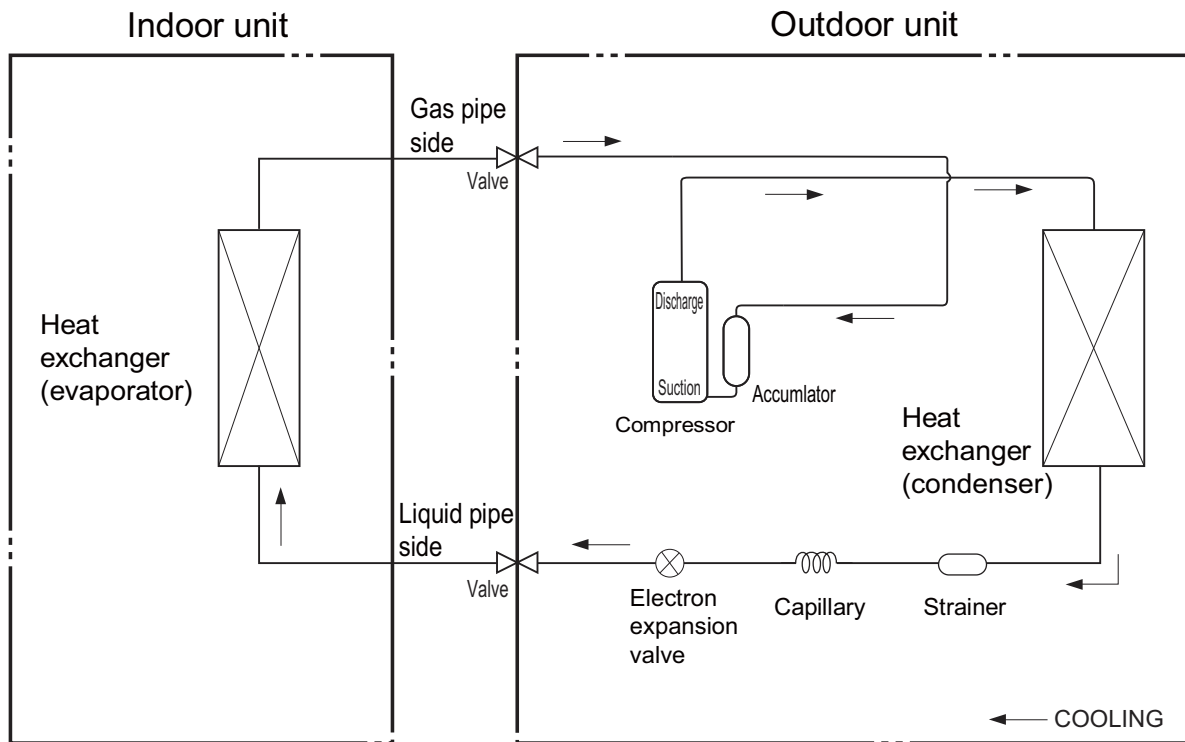 Indoor unit
Outdoor unit
Gas pipe
side
Valve
Discharge
Suction
Accumlator
Compressor
Heat
exchanger
(evaporator)
Heat
exchanger
(condenser)
Liquid pipe
side
Valve
Electron
expansion
valve
Capillary
Strainer
COOLING